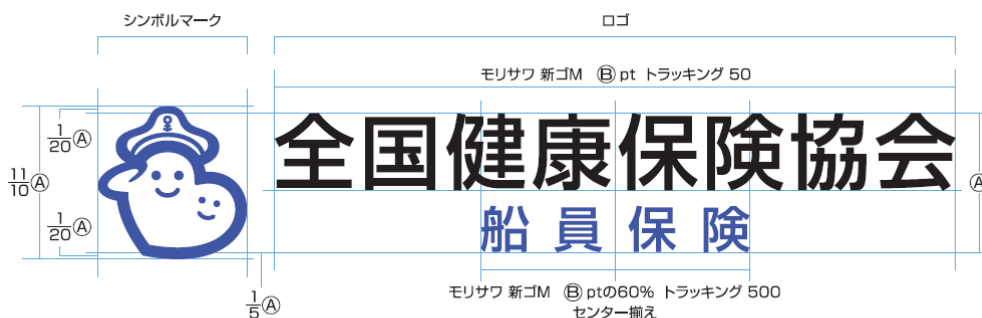 シンボルマーク
ロゴ
モリサワ 新ゴM Ⓑ pt トラッキング 50
1/20Ⓐ
11/10Ⓐ
1/20Ⓐ
全国健康保険協会
Ⓐ
船員保険
1/5Ⓐ
モリサワ 新ゴM Ⓑ ptの60% トラッキング 500
センター揃え